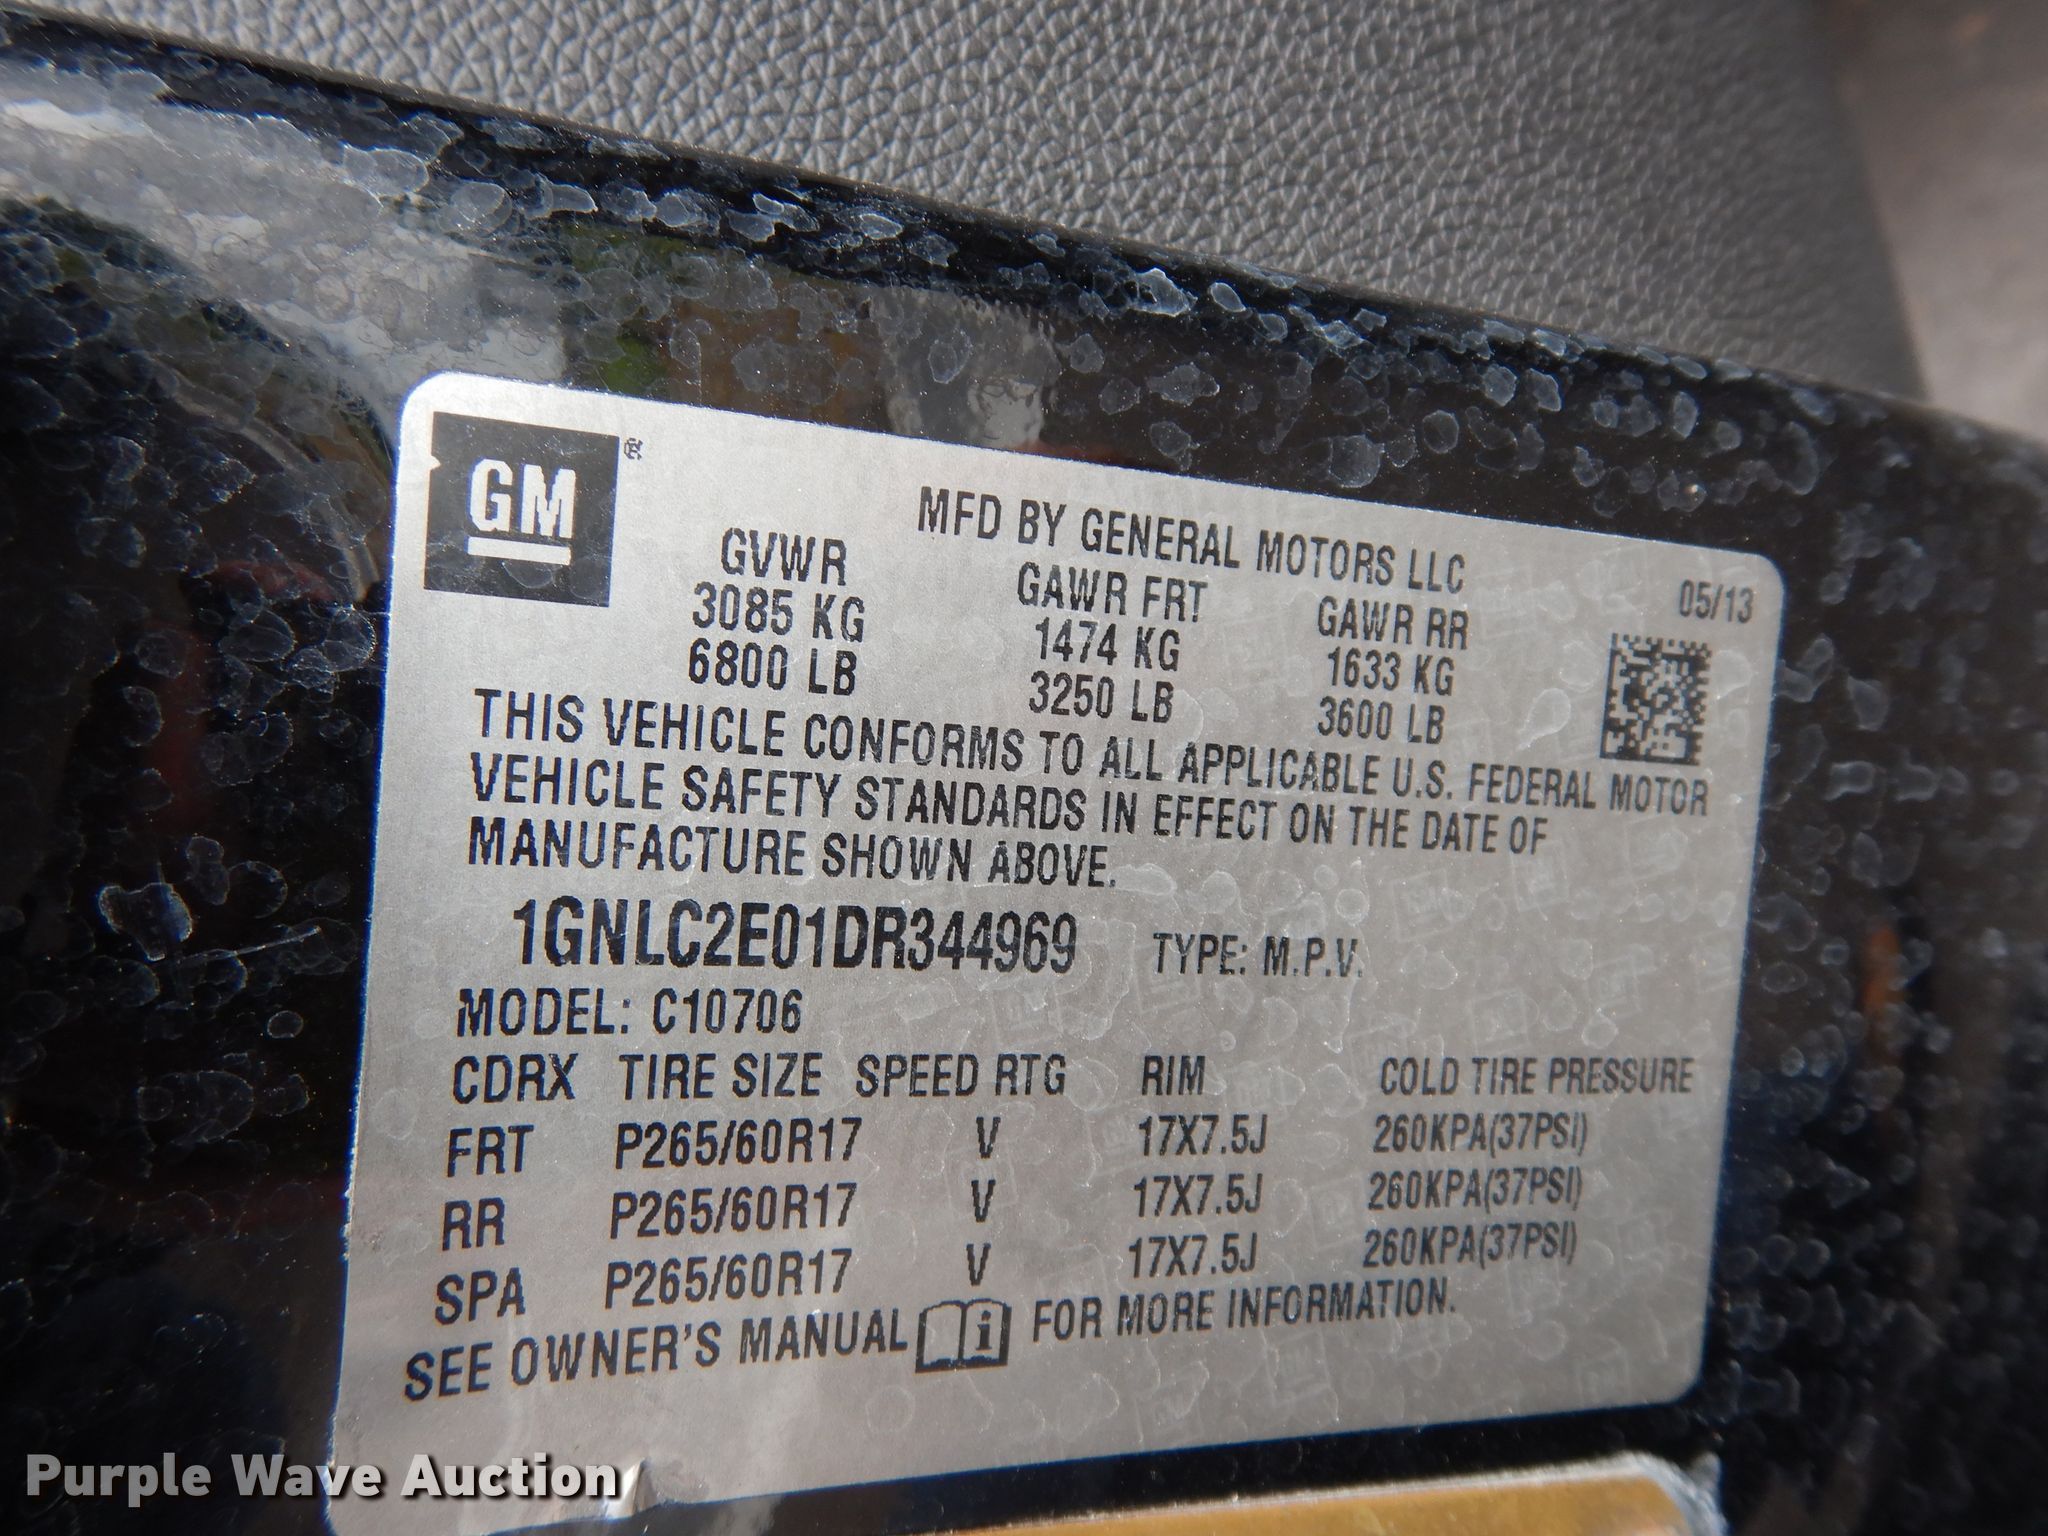 GM®
MFD BY GENERAL MOTORS LLC
05/13
GVWR GAWR FRT GAWR RR
3085 KG 1474 KG 1633 KG
6800 LB 3250 LB 3600 LB
THIS VEHICLE CONFORMS TO ALL APPLICABLE U.S. FEDERAL MOTOR
VEHICLE SAFETY STANDARDS IN EFFECT ON THE DATE OF
MANUFACTURE SHOWN ABOVE.
1GNLC2E01DR344969 TYPE: M.P.V.
MODEL: C10706
CDRX TIRE SIZE SPEED RTG RIM COLD TIRE PRESSURE
FRT P265/60R17 V 17X7.5J 260KPA(37PSI)
RR P265/60R17 V 17X7.5J 260KPA(37PSI)
SPA P265/60R17 V 17X7.5J 260KPA(37PSI)
SEE OWNER'S MANUAL i FOR MORE INFORMATION.
Purple Wave Auction